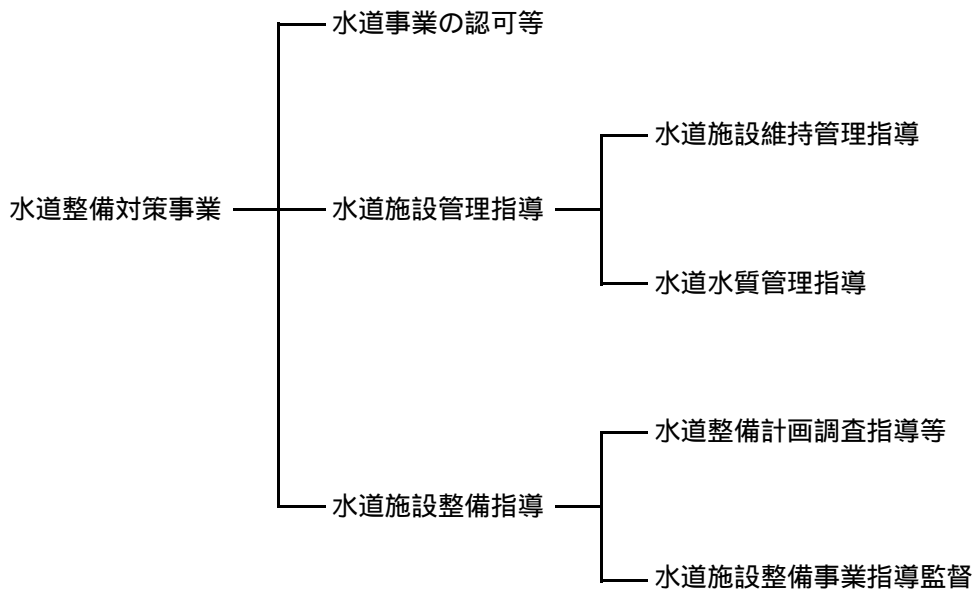 水道事業の認可等
水道施設維持管理指導
水道整備対策事業
水道施設管理指導
水道水質管理指導
水道整備計画調査指導等
水道施設整備指導
水道施設整備事業指導監督